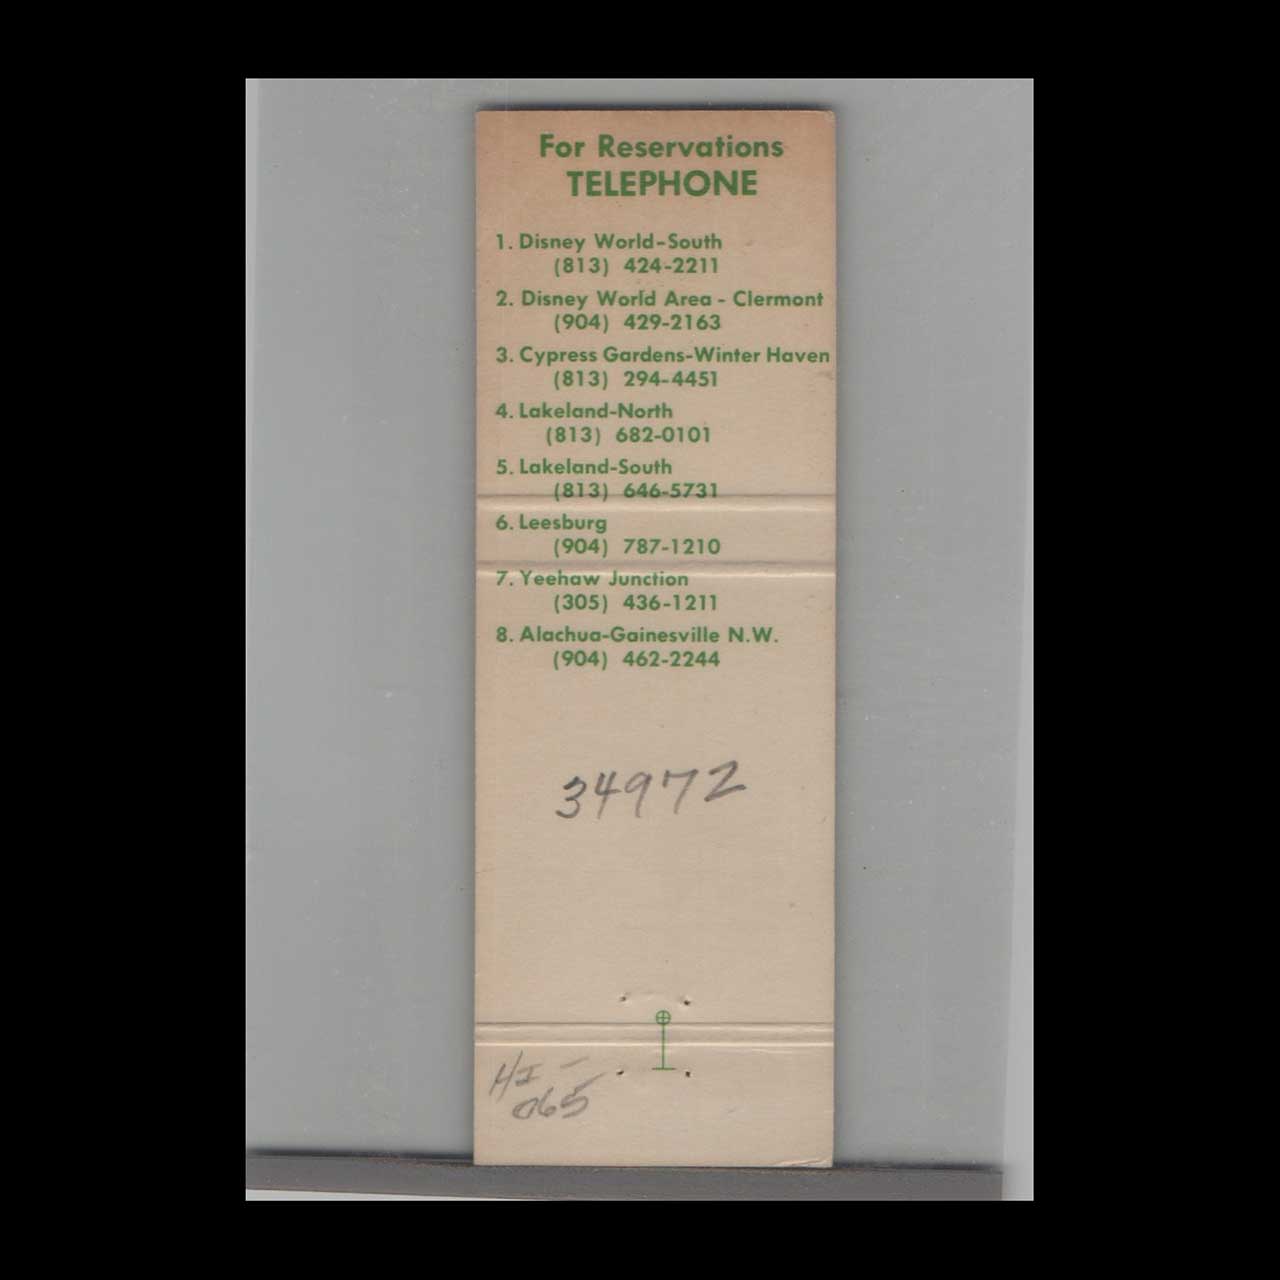 For Reservations
TELEPHONE
1. Disney World-South
(813) 424-2211
2. Disney World Area - Clermont
(904) 429-2163
3. Cypress Gardens-Winter Haven
(813) 294-4451
4. Lakeland-North
(813) 682-0101
5. Lakeland-South
(813) 646-5731
6. Leesburg
(904) 787-1210
7. Yeehaw Junction
(305) 436-1211
8. Alachua-Gainesville N.W.
(904) 462-2244
34972
HI-
065